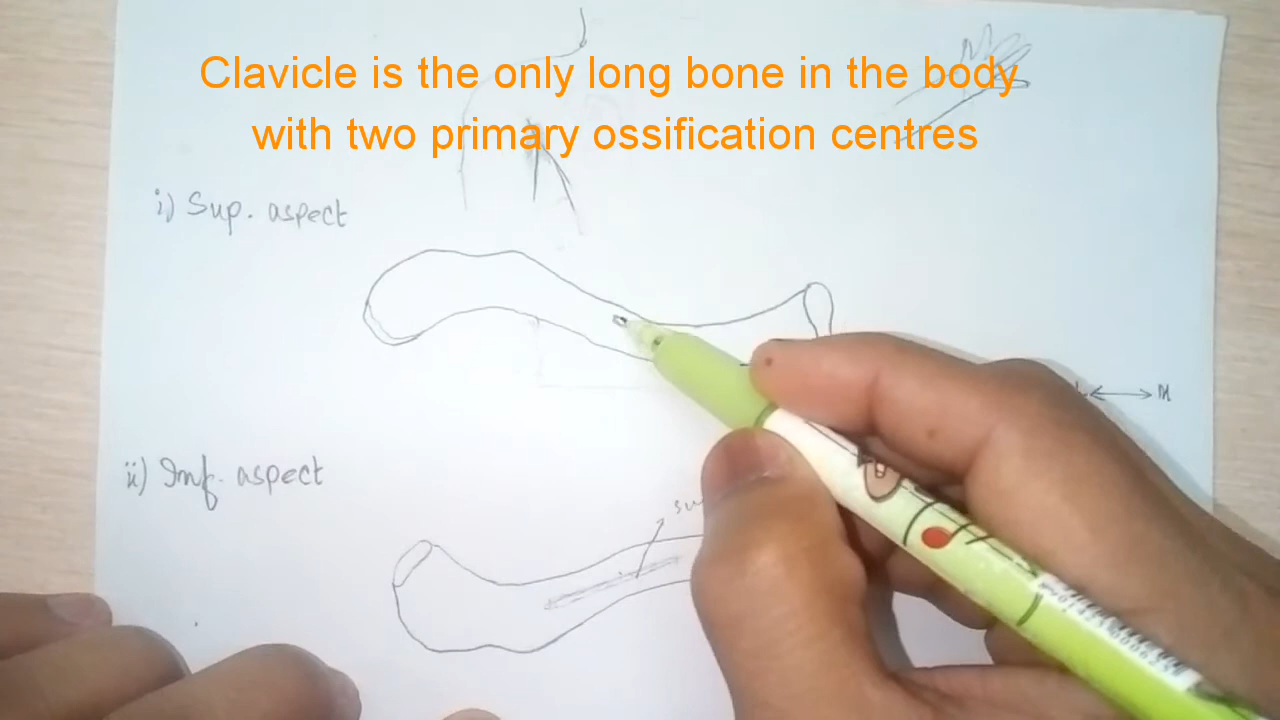 Clavicle is the only long bone in the body
with two primary ossification centres
i) Sup. aspect
M
ii) Inf. aspect